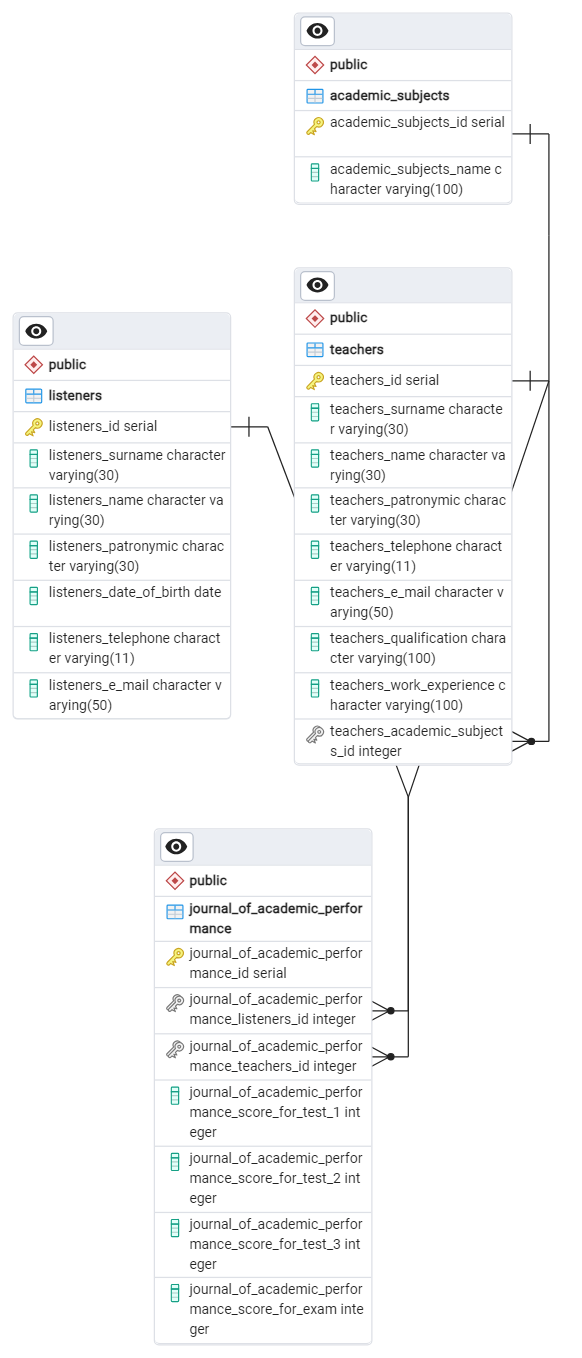 public
academic_subjects
academic_subjects_id serial
academic_subjects_name c
haracter varying(100)
public
teachers
teachers_id serial
teachers_surname characte
r varying(30)
teachers_name character va
rying(30)
teachers_patronymic charac
ter varying(30)
teachers_telephone charact
er varying(11)
teachers_e_mail character v
arying(50)
teachers_qualification chara
cter varying(100)
teachers_work_experience c
haracter varying(100)
teachers_academic_subject
s_id integer
public
listeners
listeners_id serial
listeners_surname character
varying(30)
listeners_name character va
rying(30)
listeners_patronymic charac
ter varying(30)
listeners_date_of_birth date
listeners_telephone charact
er varying(11)
listeners_e_mail character v
arying(50)
public
journal_of_academic_perfor
mance
journal_of_academic_perfor
mance_id serial
journal_of_academic_perfor
mance_listeners_id integer
journal_of_academic_perfor
mance_teachers_id integer
journal_of_academic_perfor
mance_score_for_test_1 int
eger
journal_of_academic_perfor
mance_score_for_test_2 int
eger
journal_of_academic_perfor
mance_score_for_test_3 int
eger
journal_of_academic_perfor
mance_score_for_exam inte
ger